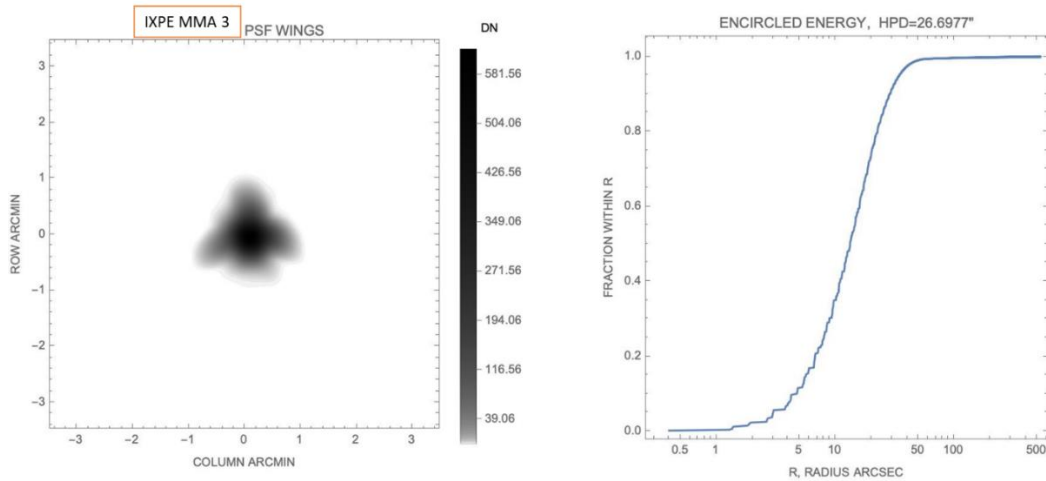 IXPE MMA 3
PSF WINGS
DN
3
2
1
0
−1
−2
−3
ROW ARCMIN
−3 −2 −1 0 1 2 3
COLUMN ARCMIN
581.56
504.06
426.56
349.06
271.56
194.06
116.56
39.06
ENCIRCLED ENERGY, HPD=26.6977"
1.0
0.8
0.6
0.4
0.2
0.0
FRACTION WITHIN R
0.5 1 5 10 50 100 500
R, RADIUS ARCSEC